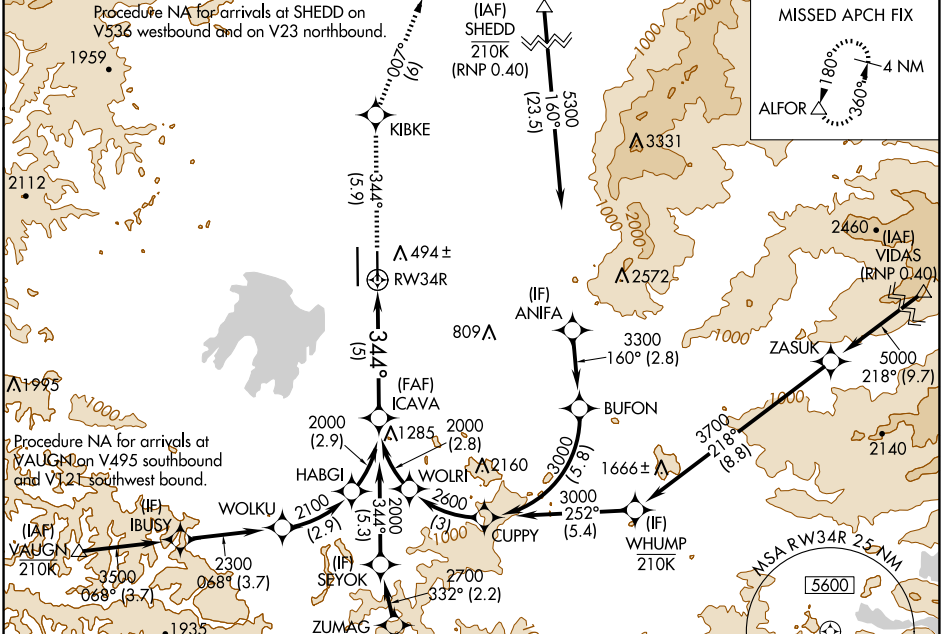 Procedure NA for arrivals at SHEDD on
V536 westbound and on V23 northbound.
(IAF)
SHEDD
210K
(RNP 0.40)
MISSED APCH FIX
180°
4 NM
360°
ALFOR
1959
007°
(6)
KIBKE
5300
160°
(23.5)
1000
2000
3331
2112
344°
(5.9)
494±
RW34R
2000
1000
2572
2460
(IAF)
VIDAS
(RNP 0.40)
(IF)
ANIFA
809
3300
160° (2.8)
1000
ZASUK
5000
218° (9.7)
344°
(5)
1995
1000
(FAF)
ICAVA
BUFON
1000
2000
(2.9)
1285
2000
(2.8)
3700
218°
(8.8)
2140
Procedure NA for arrivals at
VAUGN on V495 southbound
and V121 southwest bound.
3000
(5.8)
2160
1666±
HABGI
WOLRI
(IF)
IBUSY
WOLKU
2100
(2.9)
2000
344°
(5.3)
2600
(3)
3000
252°
(5.4)
CUPPY
1000
(IF)
WHUMP
210K
(IAF)
VAUGN
210K
3500
068° (3.7)
2300
068° (3.7)
(IF)
SEYOK
2700
332° (2.2)
MSA RW34R 25 NM
5600
1935
ZUMAG